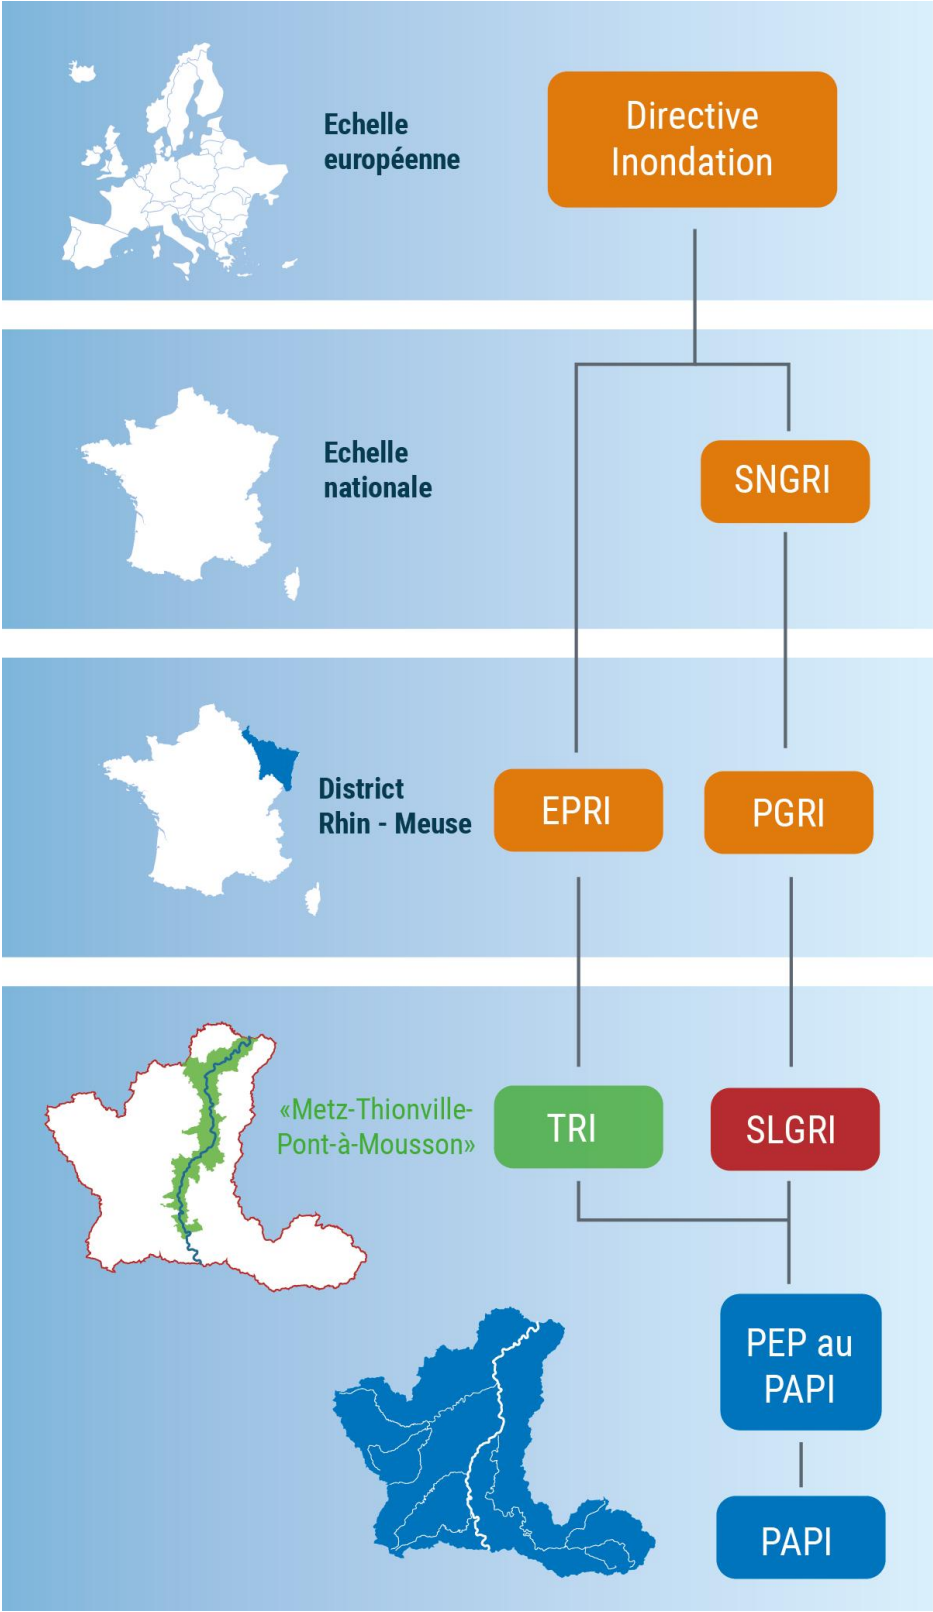 Echelle
européenne
Directive
Inondation
Echelle
nationale
SNGRI
District
Rhin - Meuse
EPRI
PGRI
«Metz-Thionville-
Pont-à-Mousson»
TRI
SLGRI
PEP au
PAPI
PAPI